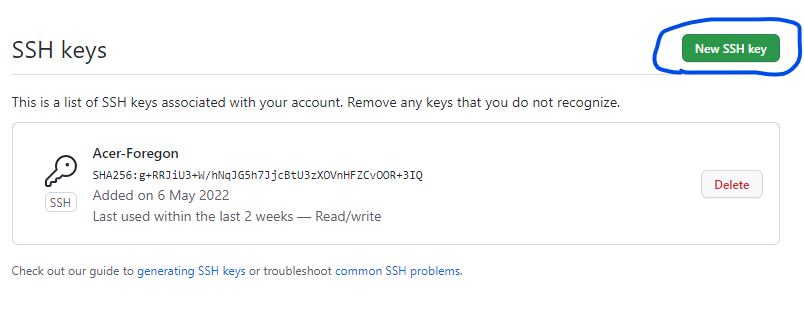 SSH keys
New SSH key
This is a list of SSH keys associated with your account. Remove any keys that you do not recognize.
Acer-Foregon
SHA256:g+RRJiU3+W/hNqJG5h7JjcBtU3zXOVnHFZCvOOR+3IQ
Added on 6 May 2022
SSH
Last used within the last 2 weeks — Read/write
Delete
Check out our guide to generating SSH keys or troubleshoot common SSH problems.